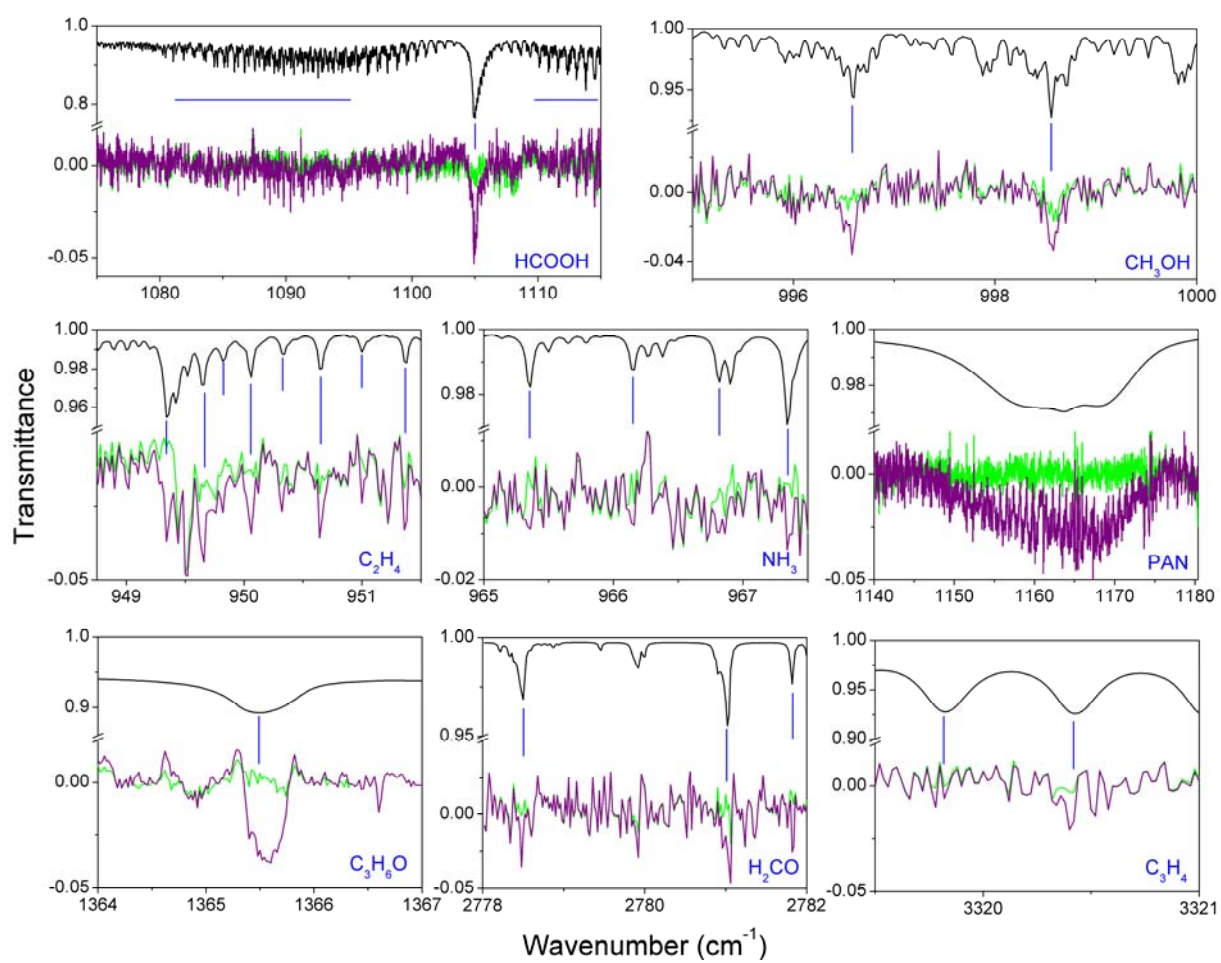 1.0
0.8
0.00
-0.05
1080 1090 1100 1110
HCOOH
1.00
0.95
0.00
-0.04
996 998 1000
CH₃OH
Transmittance
1.00
0.98
0.96
-0.05
949 950 951
C₂H₄
1.00
0.98
0.00
-0.02
965 966 967
NH₃
1.00
0.98
0.00
-0.05
1140 1150 1160 1170 1180
PAN
1.0
0.9
0.00
-0.05
1364 1365 1366 1367
C₃H₆O
1.00
0.95
0.00
-0.05
2778 2780 2782
H₂CO
1.00
0.95
0.90
0.00
-0.05
3320 3321
C₃H₄
Wavenumber (cm⁻¹)